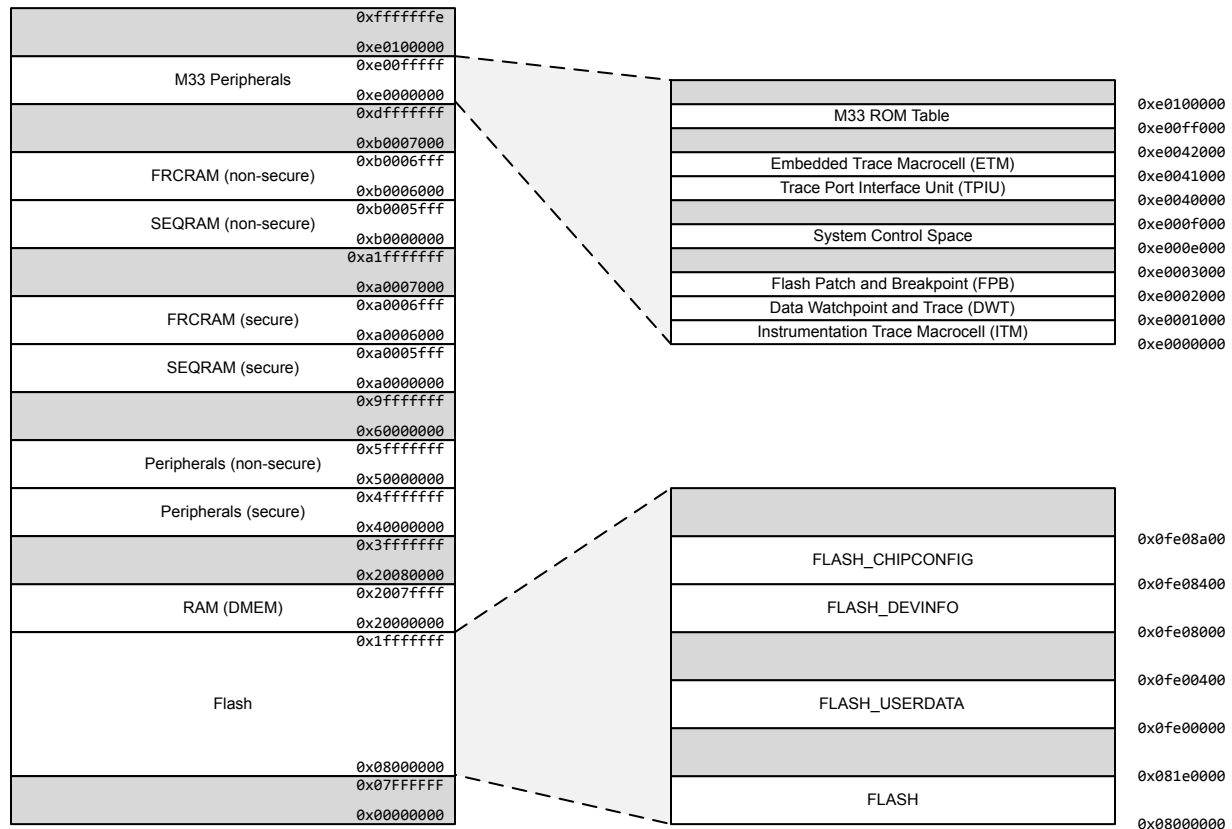 0xfffffffe
0xe0100000
0xe00fffff
M33 Peripherals
0xe0000000
0xdfffffff
0xb0007000
0xb0006fff
FRCRAM (non-secure)
0xb0006000
0xb0005fff
SEQRAM (non-secure)
0xb0000000
0xa1fffffff
0xa0007000
0xa0006fff
FRCRAM (secure)
0xa0006000
0xa0005fff
SEQRAM (secure)
0xa0000000
0x9fffffff
0x60000000
0x5fffffff
Peripherals (non-secure)
0x50000000
0x4fffffff
Peripherals (secure)
0x40000000
0x3fffffff
0x20080000
0x2007ffff
RAM (DMEM)
0x20000000
0x1fffffff
Flash
0x08000000
0x07FFFFFF
0x00000000
0xe0100000
M33 ROM Table
0xe00ff000
0xe0042000
Embedded Trace Macrocell (ETM)
0xe0041000
Trace Port Interface Unit (TPIU)
0xe0040000
0xe000f000
System Control Space
0xe000e000
0xe0003000
Flash Patch and Breakpoint (FPB)
0xe0002000
Data Watchpoint and Trace (DWT)
0xe0001000
Instrumentation Trace Macrocell (ITM)
0xe0000000
0x0fe08a00
FLASH_CHIPCONFIG
0x0fe08400
FLASH_DEVINFO
0x0fe08000
0x0fe00400
FLASH_USERDATA
0x0fe00000
0x081e0000
FLASH
0x08000000